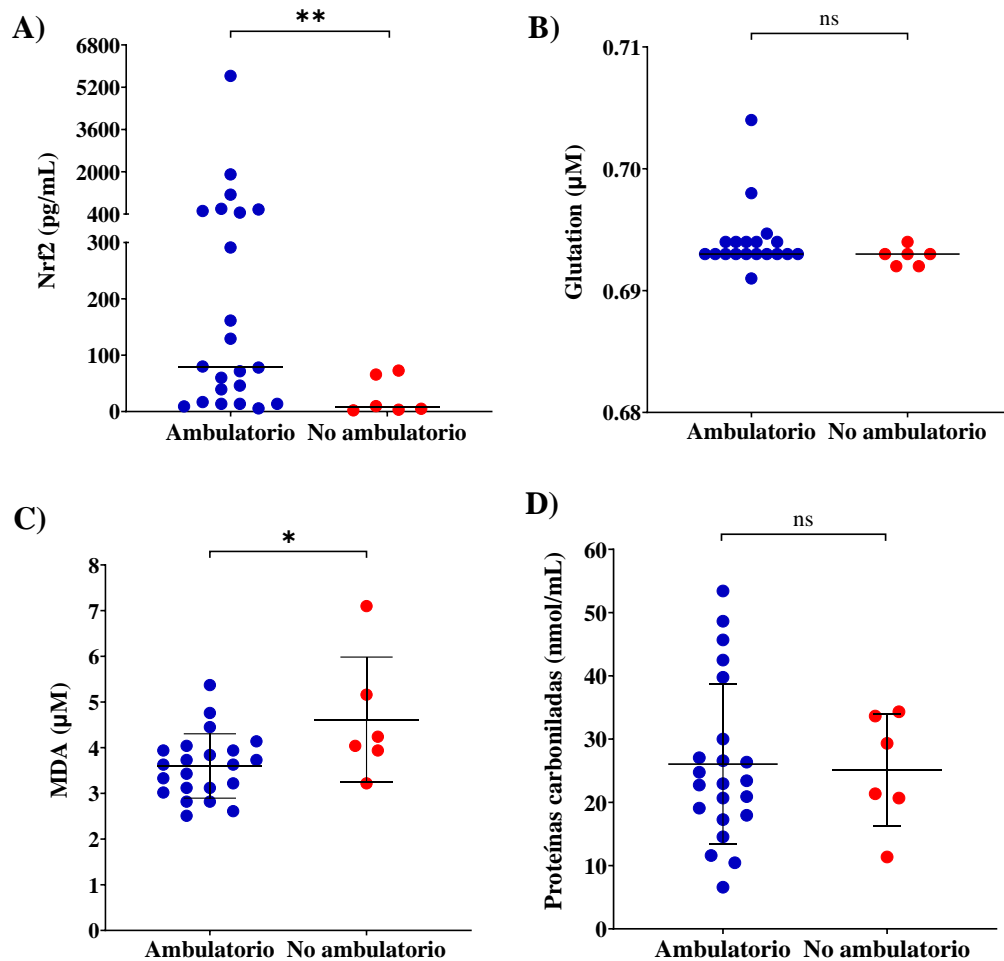 A)
**
Nrf2 (pg/mL)
6800
5200
3600
2000
400
300
200
100
0
Ambulatorio No ambulatorio
B)
ns
Glutation (µM)
0.71
0.70
0.69
0.68
Ambulatorio No ambulatorio
C)
*
MDA (µM)
8
7
6
5
4
3
2
1
0
Ambulatorio No ambulatorio
D)
ns
Proteínas carboniladas (nmol/mL)
60
50
40
30
20
10
0
Ambulatorio No ambulatorio